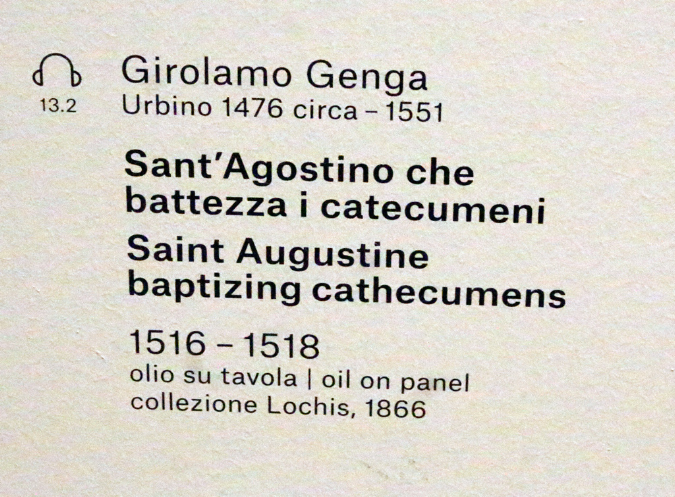 Girolamo Genga
13.2
Urbino 1476 circa – 1551
Sant'Agostino che
battezza i catecumeni
Saint Augustine
baptizing cathecumens
1516 – 1518
olio su tavola | oil on panel
collezione Lochis, 1866